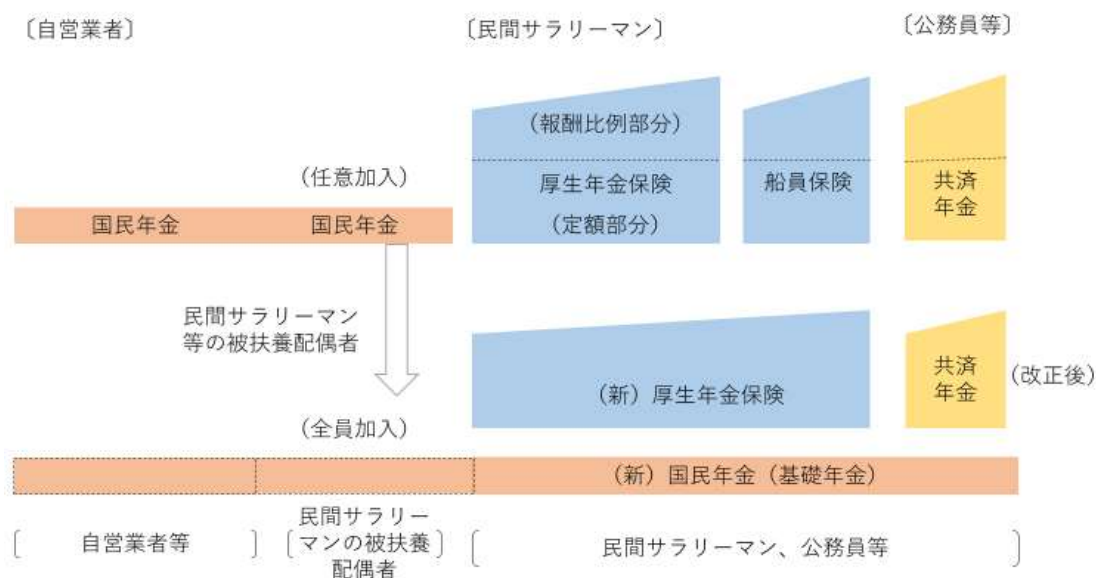 〔自営業者〕
〔民間サラリーマン〕
〔公務員等〕
（報酬比例部分）
（任意加入）
厚生年金保険
（定額部分）
船員保険
共済
年金
国民年金
国民年金
民間サラリーマン
等の被扶養配偶者
（新）厚生年金保険
共済
年金
（改正後）
（全員加入）
（新）国民年金（基礎年金）
自営業者等
民間サラリー
マンの被扶養
配偶者
民間サラリーマン、公務員等